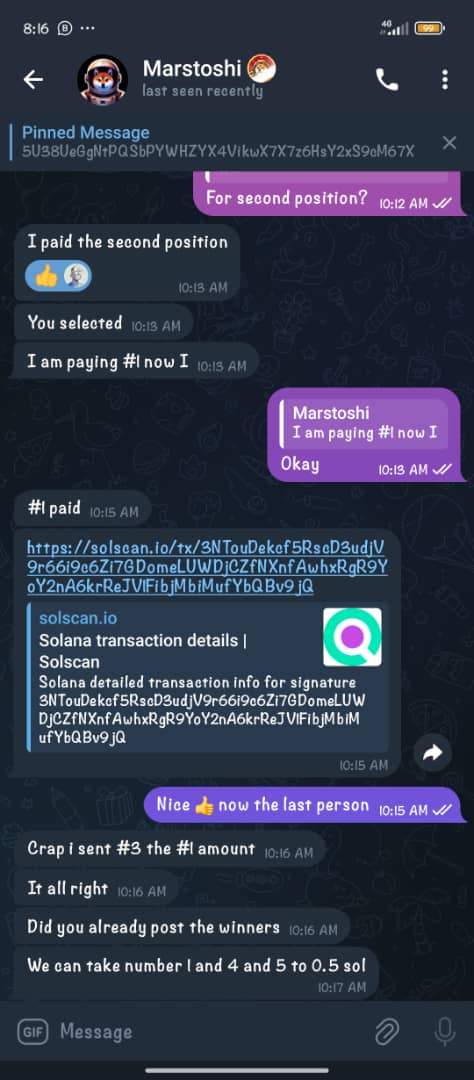 8:16
4G
99
Marstoshi
last seen recently
Pinned Message
5U38UeGgNtPQSbPYWHZYX4VikwX7X7z6HsY2xS9oM67X
For second position? 10:12 AM
I paid the second position
10:13 AM
You selected 10:13 AM
I am paying #1 now I 10:13 AM
Marstoshi
I am paying #1 now I
Okay 10:13 AM
#1 paid 10:15 AM
https://solscan.io/tx/3NTouDekcf5RscD3udjV
9r66i9c6Zi7GDomeLUWDjCZfNXnfAwhxRgR9Y
oY2nA6krReJV1FibjMbiMufYbQBv9jQ
solscan.io
Solana transaction details |
Solscan
Solana detailed transaction info for signature
3NTouDekcf5RscD3udjV9r66i9c6Zi7GDomeLUW
DjCZfNXnfAwhxRgR9YoY2nA6krReJV1FibjMbiM
ufYbQBv9jQ
10:15 AM
Nice 👍 now the last person 10:15 AM
Crap i sent #3 the #1 amount 10:16 AM
It all right 10:16 AM
Did you already post the winners 10:16 AM
We can take number 1 and 4 and 5 to 0.5 sol
10:17 AM
GIF Message